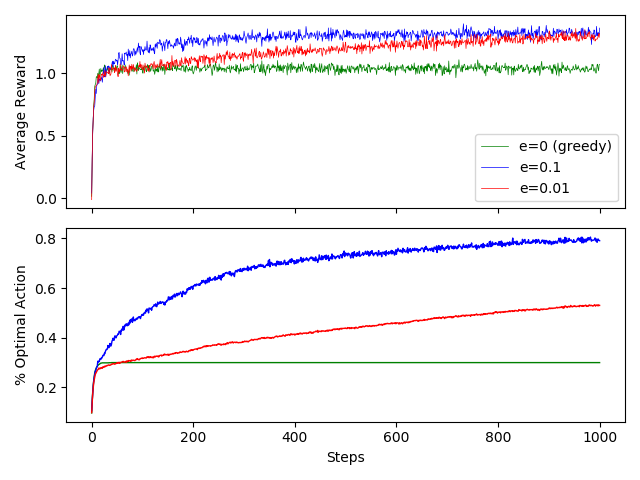 Average Reward
1.0
0.5
0.0
e=0 (greedy)
e=0.1
e=0.01
% Optimal Action
0.8
0.6
0.4
0.2
0 200 400 600 800 1000
Steps